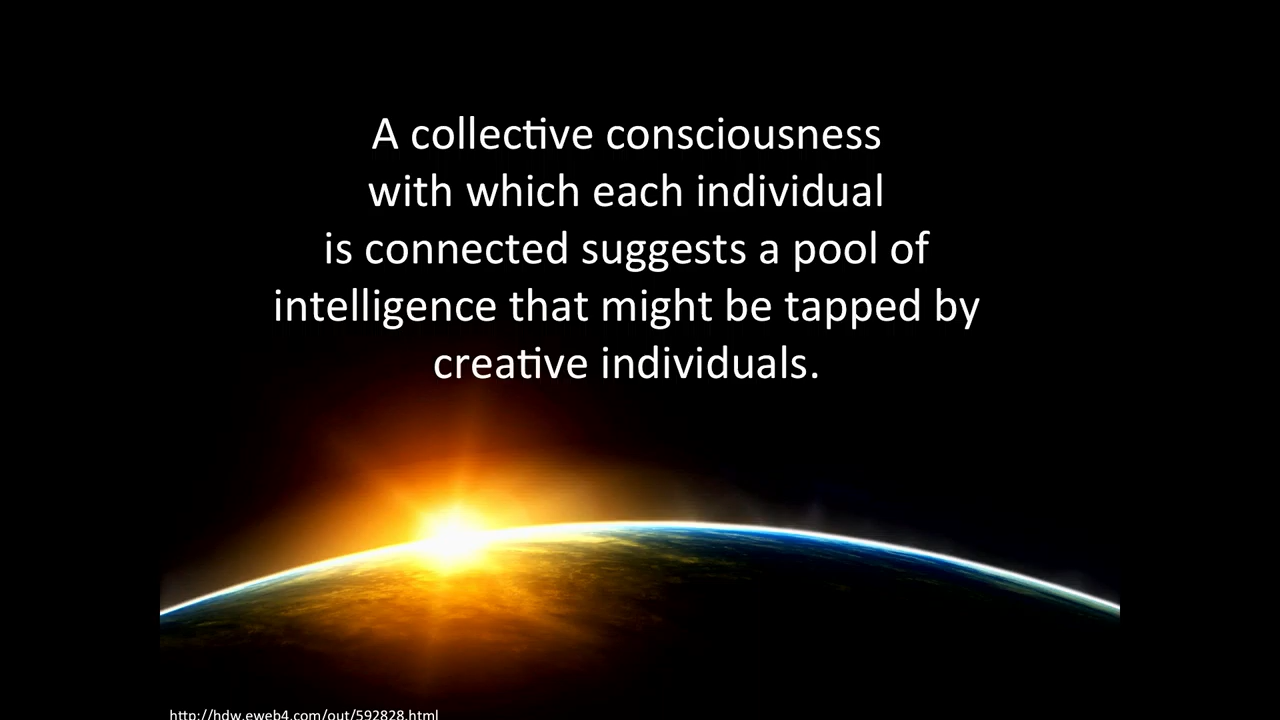 A collective consciousness
with which each individual
is connected suggests a pool of
intelligence that might be tapped by
creative individuals.
http://hdw.eweb4.com/out/592828.html